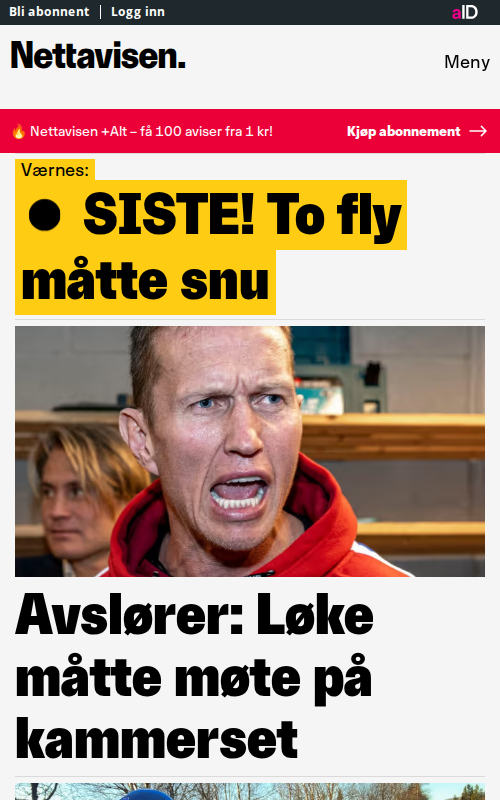 Bli abonnent
Logg inn
aID
Nettavisen.
Meny
🔥 Nettavisen +Alt – få 100 aviser fra 1 kr!
Kjøp abonnement →
Værnes:
● SISTE! To fly
måtte snu
Avslører: Løke
måtte møte på
kammerset